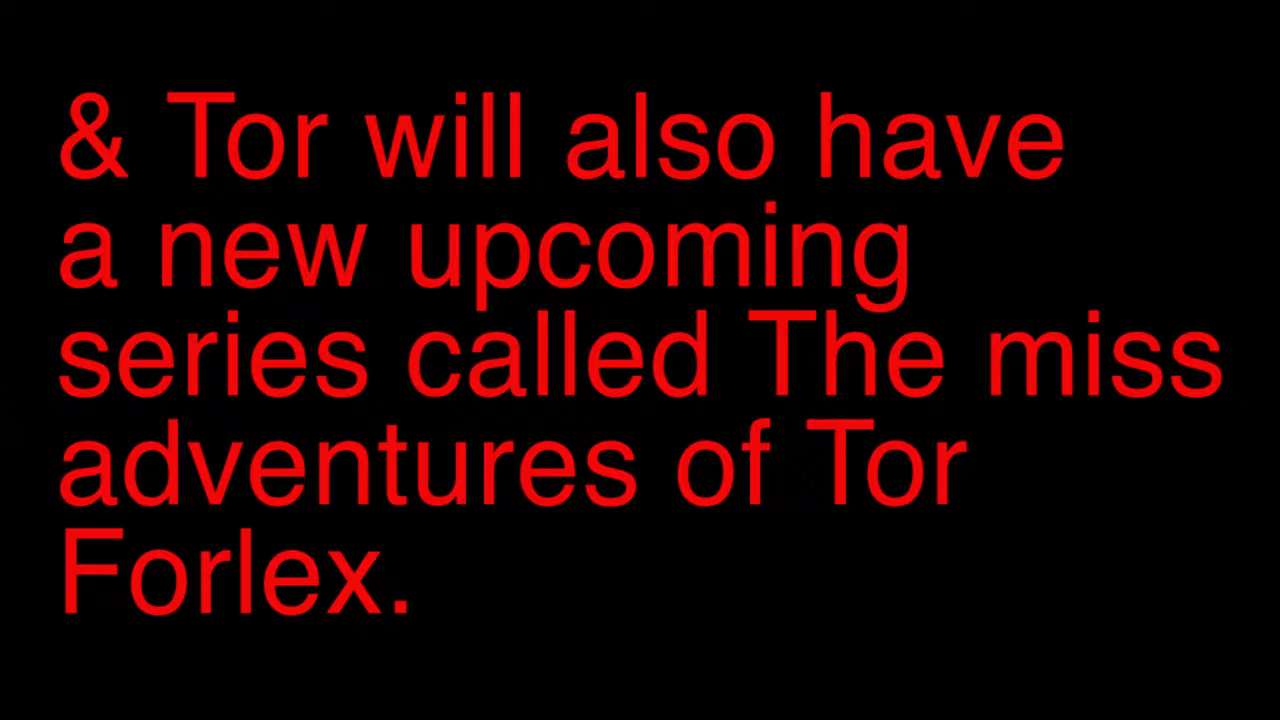 & Tor will also have
a new upcoming
series called The miss
adventures of Tor
Forlex.